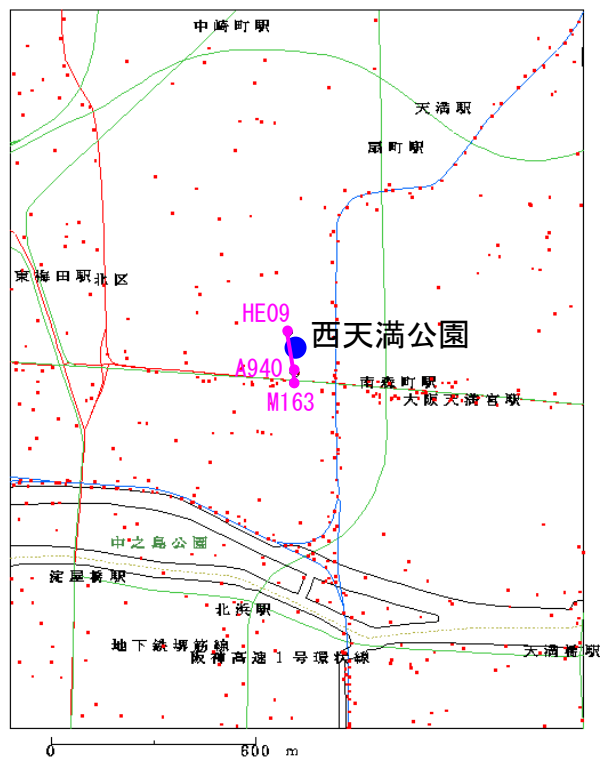 中崎町駅
天満駅
扇町駅
東梅田駅
北区
HE09
西天満公園
A940
南森町駅
M163
大阪天満宮駅
中之島公園
淀屋橋駅
北浜駅
地下鉄堺筋線
阪神高速1号環状線
天満橋駅
0 600 m